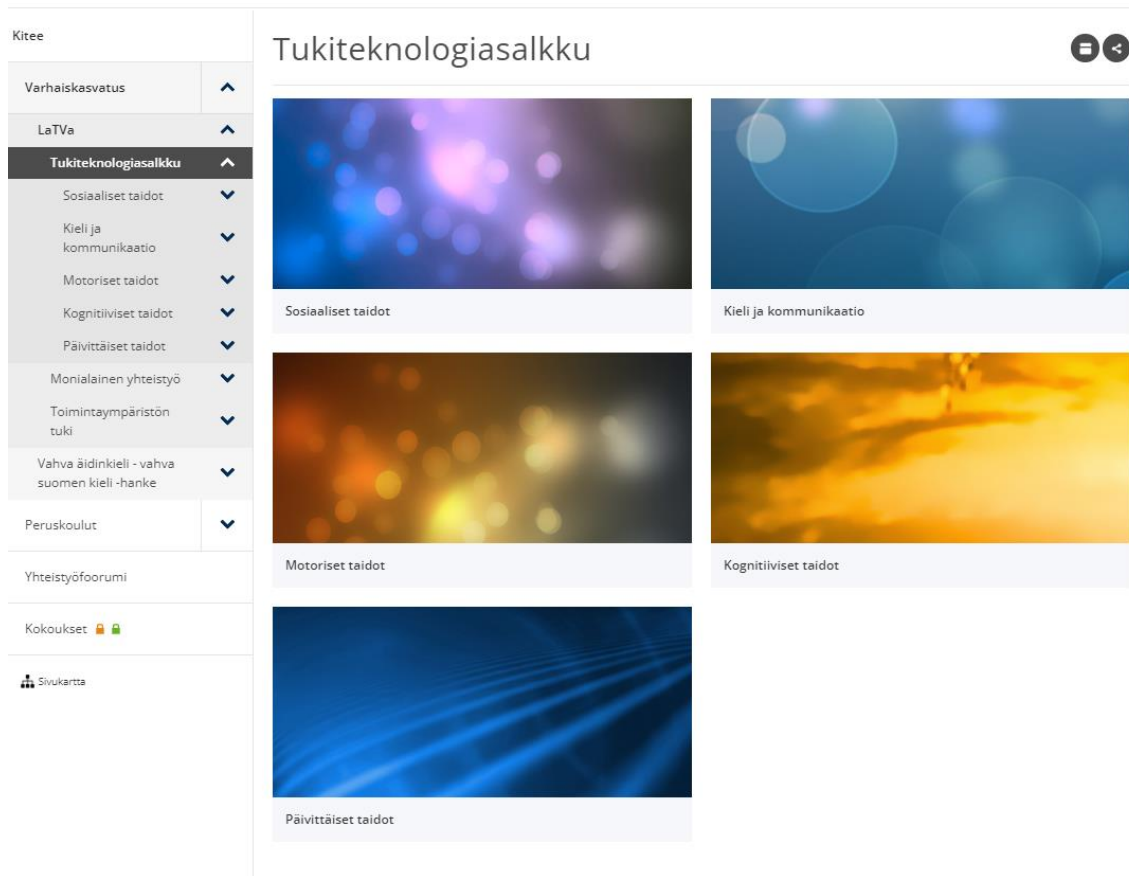 Kitee
Varhaiskasvatus
LaTVa
Tukiteknologiasalkku
Sosiaaliset taidot
Kieli ja
kommunikaatio
Motoriset taidot
Kognitiiviset taidot
Päivittäiset taidot
Monialainen yhteistyö
Toimintaympäristön
tuki
Vahva äidinkieli - vahva
suomen kieli -hanke
Peruskoulut
Yhteistyöfoorumi
Kokoukset
Sivukartta
Tukiteknologiasalkku
Sosiaaliset taidot
Kieli ja kommunikaatio
Motoriset taidot
Kognitiiviset taidot
Päivittäiset taidot